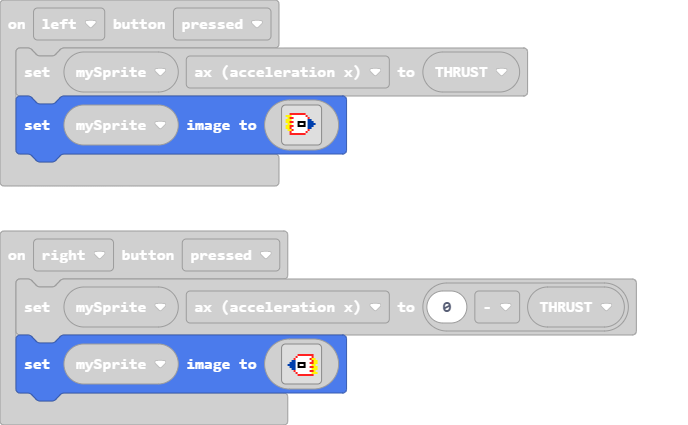 on left button pressed
set mySprite ax (acceleration x) to THRUST
set mySprite image to
on right button pressed
set mySprite ax (acceleration x) to 0 - THRUST
set mySprite image to